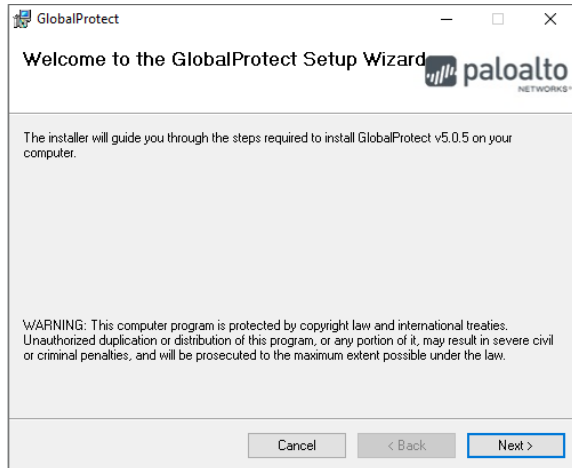 GlobalProtect
Welcome to the GlobalProtect Setup Wizard
paloalto
NETWORKS
The installer will guide you through the steps required to install GlobalProtect v5.0.5 on your
computer.
WARNING: This computer program is protected by copyright law and international treaties.
Unauthorized duplication or distribution of this program, or any portion of it, may result in severe civil
or criminal penalties, and will be prosecuted to the maximum extent possible under the law.
Cancel
< Back
Next >